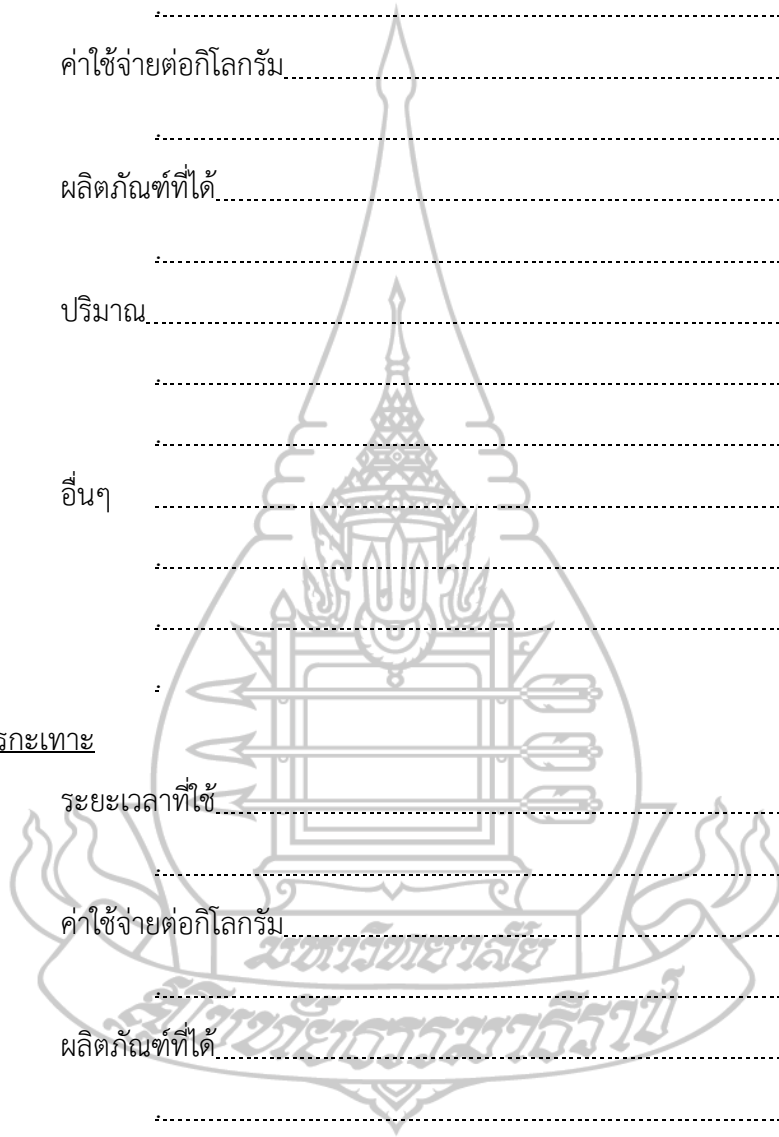 ค่าใช้จ่ายต่อกิโลกรัม
ผลิตภัณฑ์ที่ได้
ปริมาณ
อื่นๆ
รกะเทาะ
ระยะเวลาที่ใช้
ค่าใช้จ่ายต่อกิโลกรัม
มหาวิทยาลัย
สุโขทัยธรรมาธิราช
ผลิตภัณฑ์ที่ได้